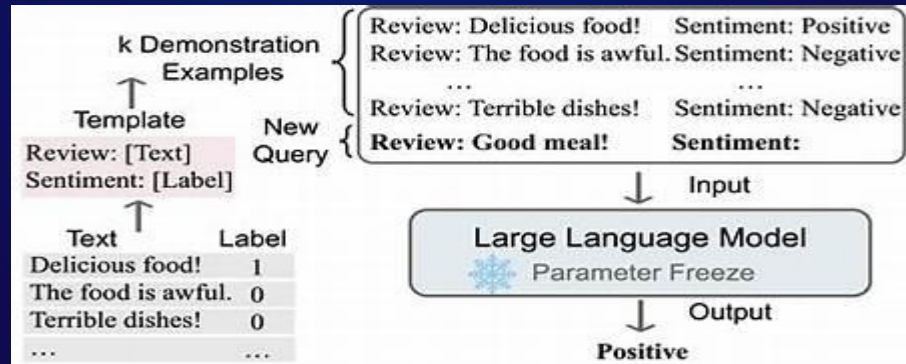 k Demonstration
Examples
Review: Delicious food! Sentiment: Positive
Review: The food is awful. Sentiment: Negative
... ...
Review: Terrible dishes! Sentiment: Negative
New
Query
Review: Good meal! Sentiment:
Template
Review: [Text]
Sentiment: [Label]
Text Label
Delicious food! 1
The food is awful. 0
Terrible dishes! 0
... ...
Input
Large Language Model
Parameter Freeze
Output
Positive